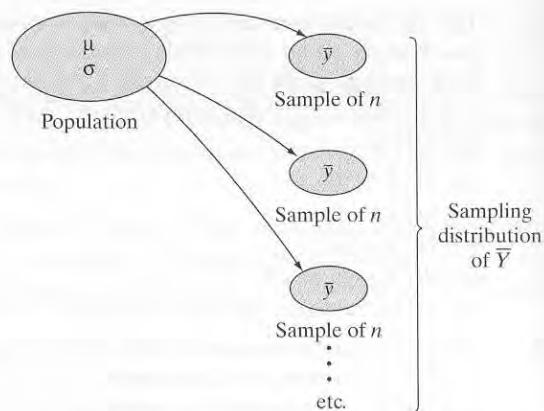 μ
σ
Population
ȳ
Sample of n
ȳ
Sample of n
ȳ
Sample of n
etc.
Sampling
distribution
of Ȳ